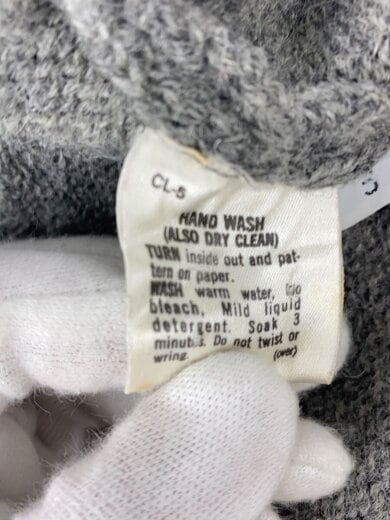 CL-5
HAND WASH
(ALSO DRY CLEAN)
TURN inside out and pat-
tern on paper.
WASH warm water, no
bleach, Mild liquid
detergent. Soak 3
minutes. Do not twist or
wring. (over)